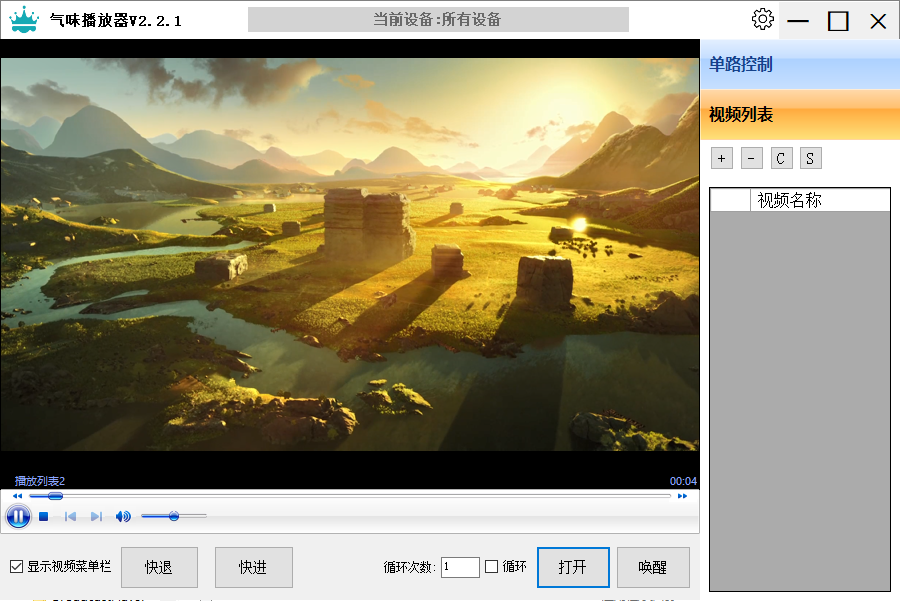 气味播放器V2.2.1
当前设备:所有设备
单路控制
视频列表
+ - C S
视频名称
播放列表2
00:04
显示视频菜单栏
快退
快进
循环次数:
1
循环
打开
唤醒